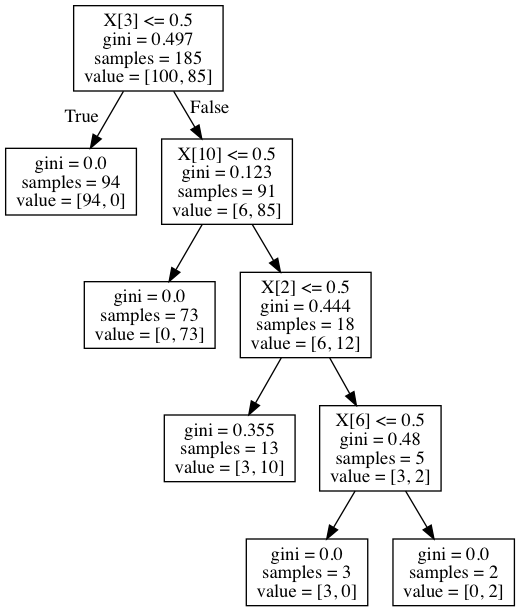 X[3] <= 0.5
gini = 0.497
samples = 185
value = [100, 85]
True
False
gini = 0.0
samples = 94
value = [94, 0]
X[10] <= 0.5
gini = 0.123
samples = 91
value = [6, 85]
gini = 0.0
samples = 73
value = [0, 73]
X[2] <= 0.5
gini = 0.444
samples = 18
value = [6, 12]
gini = 0.355
samples = 13
value = [3, 10]
X[6] <= 0.5
gini = 0.48
samples = 5
value = [3, 2]
gini = 0.0
samples = 3
value = [3, 0]
gini = 0.0
samples = 2
value = [0, 2]